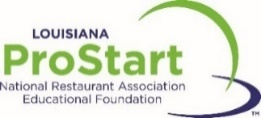 LOUISIANA
ProStart
National Restaurant Association
Educational Foundation
TM